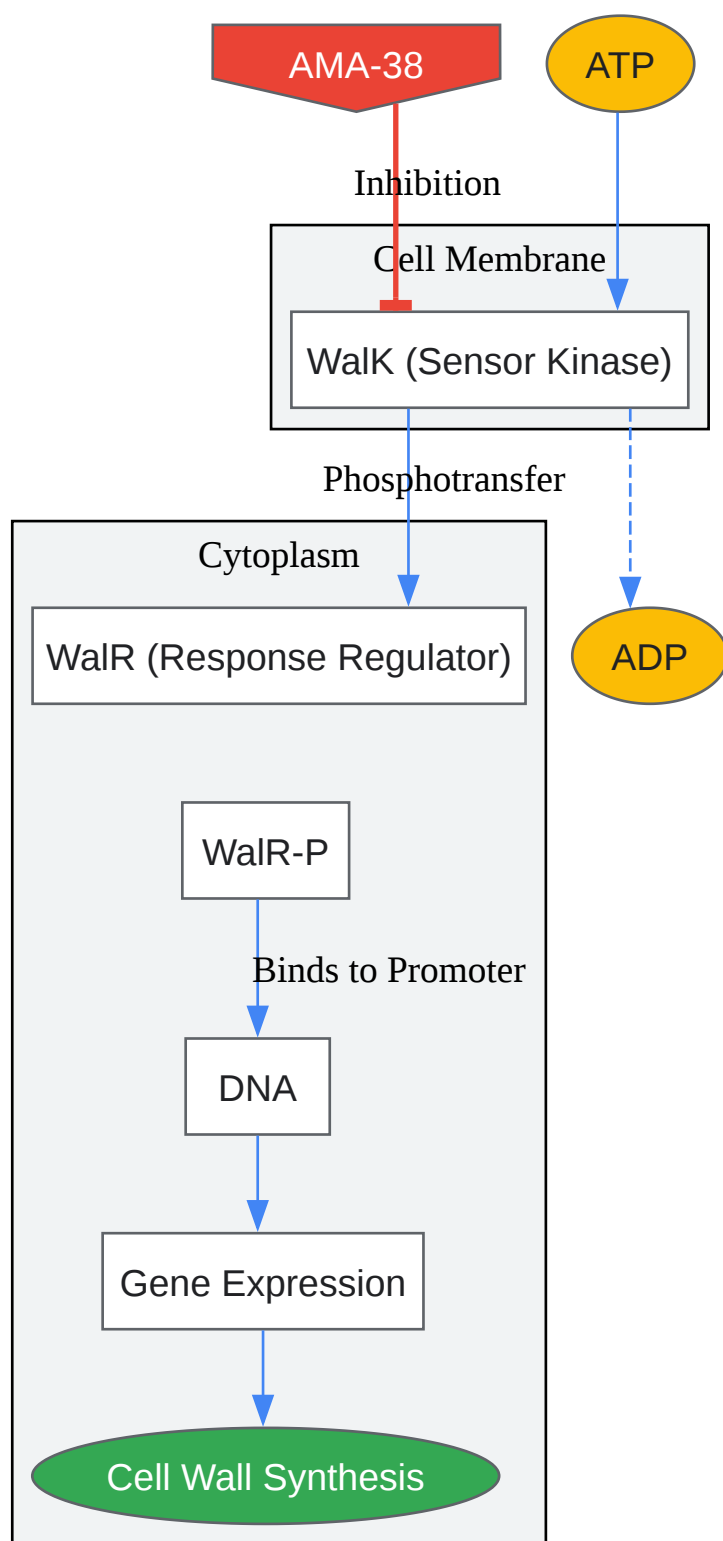 AMA-38
ATP
Inhibition
Cell Membrane
WalK (Sensor Kinase)
Phosphotransfer
Cytoplasm
WalR (Response Regulator)
ADP
WalR-P
Binds to Promoter
DNA
Gene Expression
Cell Wall Synthesis